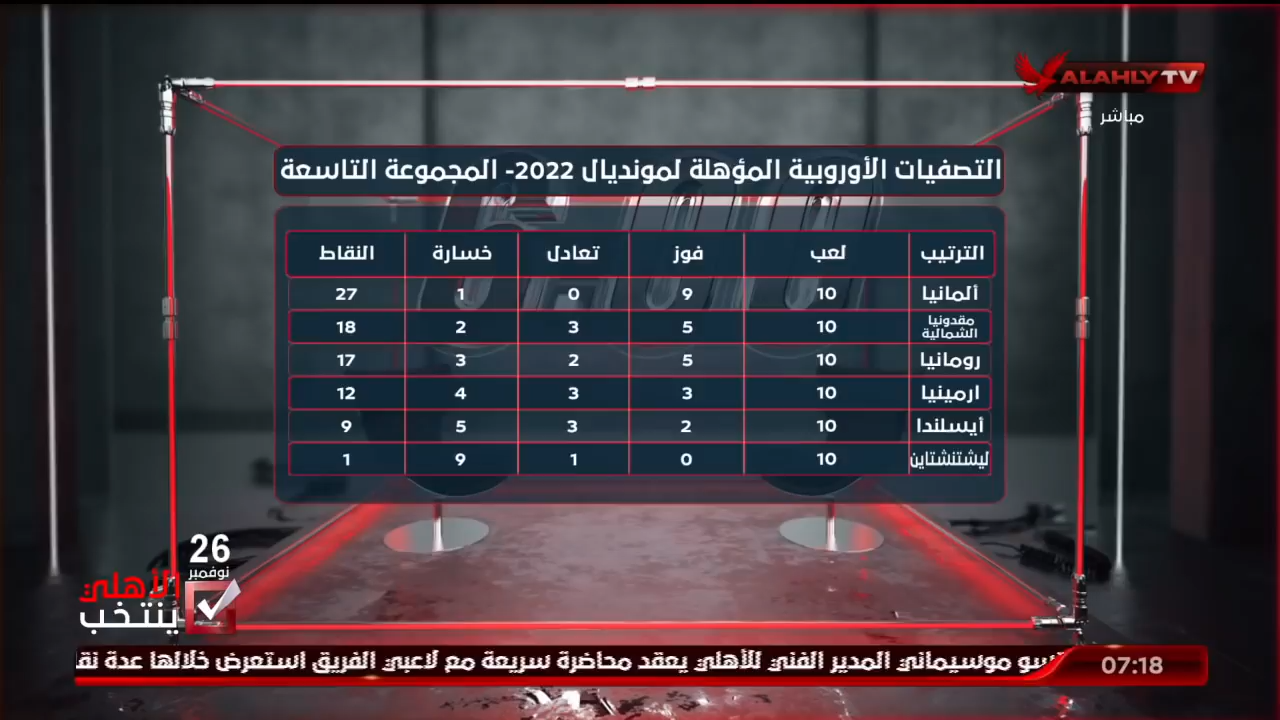 ALAHLY TV
مباشر
التصفيات الأوروبية المؤهلة لمونديال 2022- المجموعة التاسعة
الترتيب لعب فوز تعادل خسارة النقاط
ألمانيا 10 9 0 1 27
مقدونيا الشمالية 10 5 3 2 18
رومانيا 10 5 2 3 17
ارمينيا 10 3 3 4 12
أيسلندا 10 2 3 5 9
ليشتنشتاين 10 0 1 9 1
26
نوفمبر
الأهلي
يُنتخب
موسيماني المدير الفني للأهلي يعقد محاضرة سريعة مع لاعبي الفريق استعرض خلالها عدة
07:18